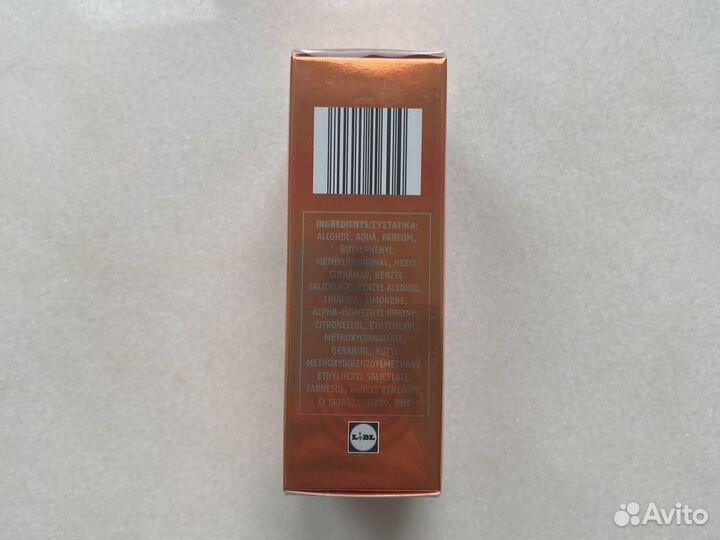 INGREDIENTS/ΣΥΣΤΑΤΙΚΑ:
ALCOHOL, AQUA, PARFUM,
BUTYLPHENYL
METHYLPROPIONAL, HEXYL
CINNAMAL, BENZYL
SALICYLATE, BENZYL ALCOHOL,
LINALOOL, LIMONENE,
ALPHA-ISOMETHYL IONONE,
CITRONELLOL, ETHYLHEXYL
METHOXYCINNAMATE,
GERANIOL, BUTYL
METHOXYDIBENZOYLMETHANE,
ETHYLHEXYL SALICYLATE,
FARNESOL, BENZYL BENZOATE,
CI 15985, CI 17200, BHT
LIDL
Avito